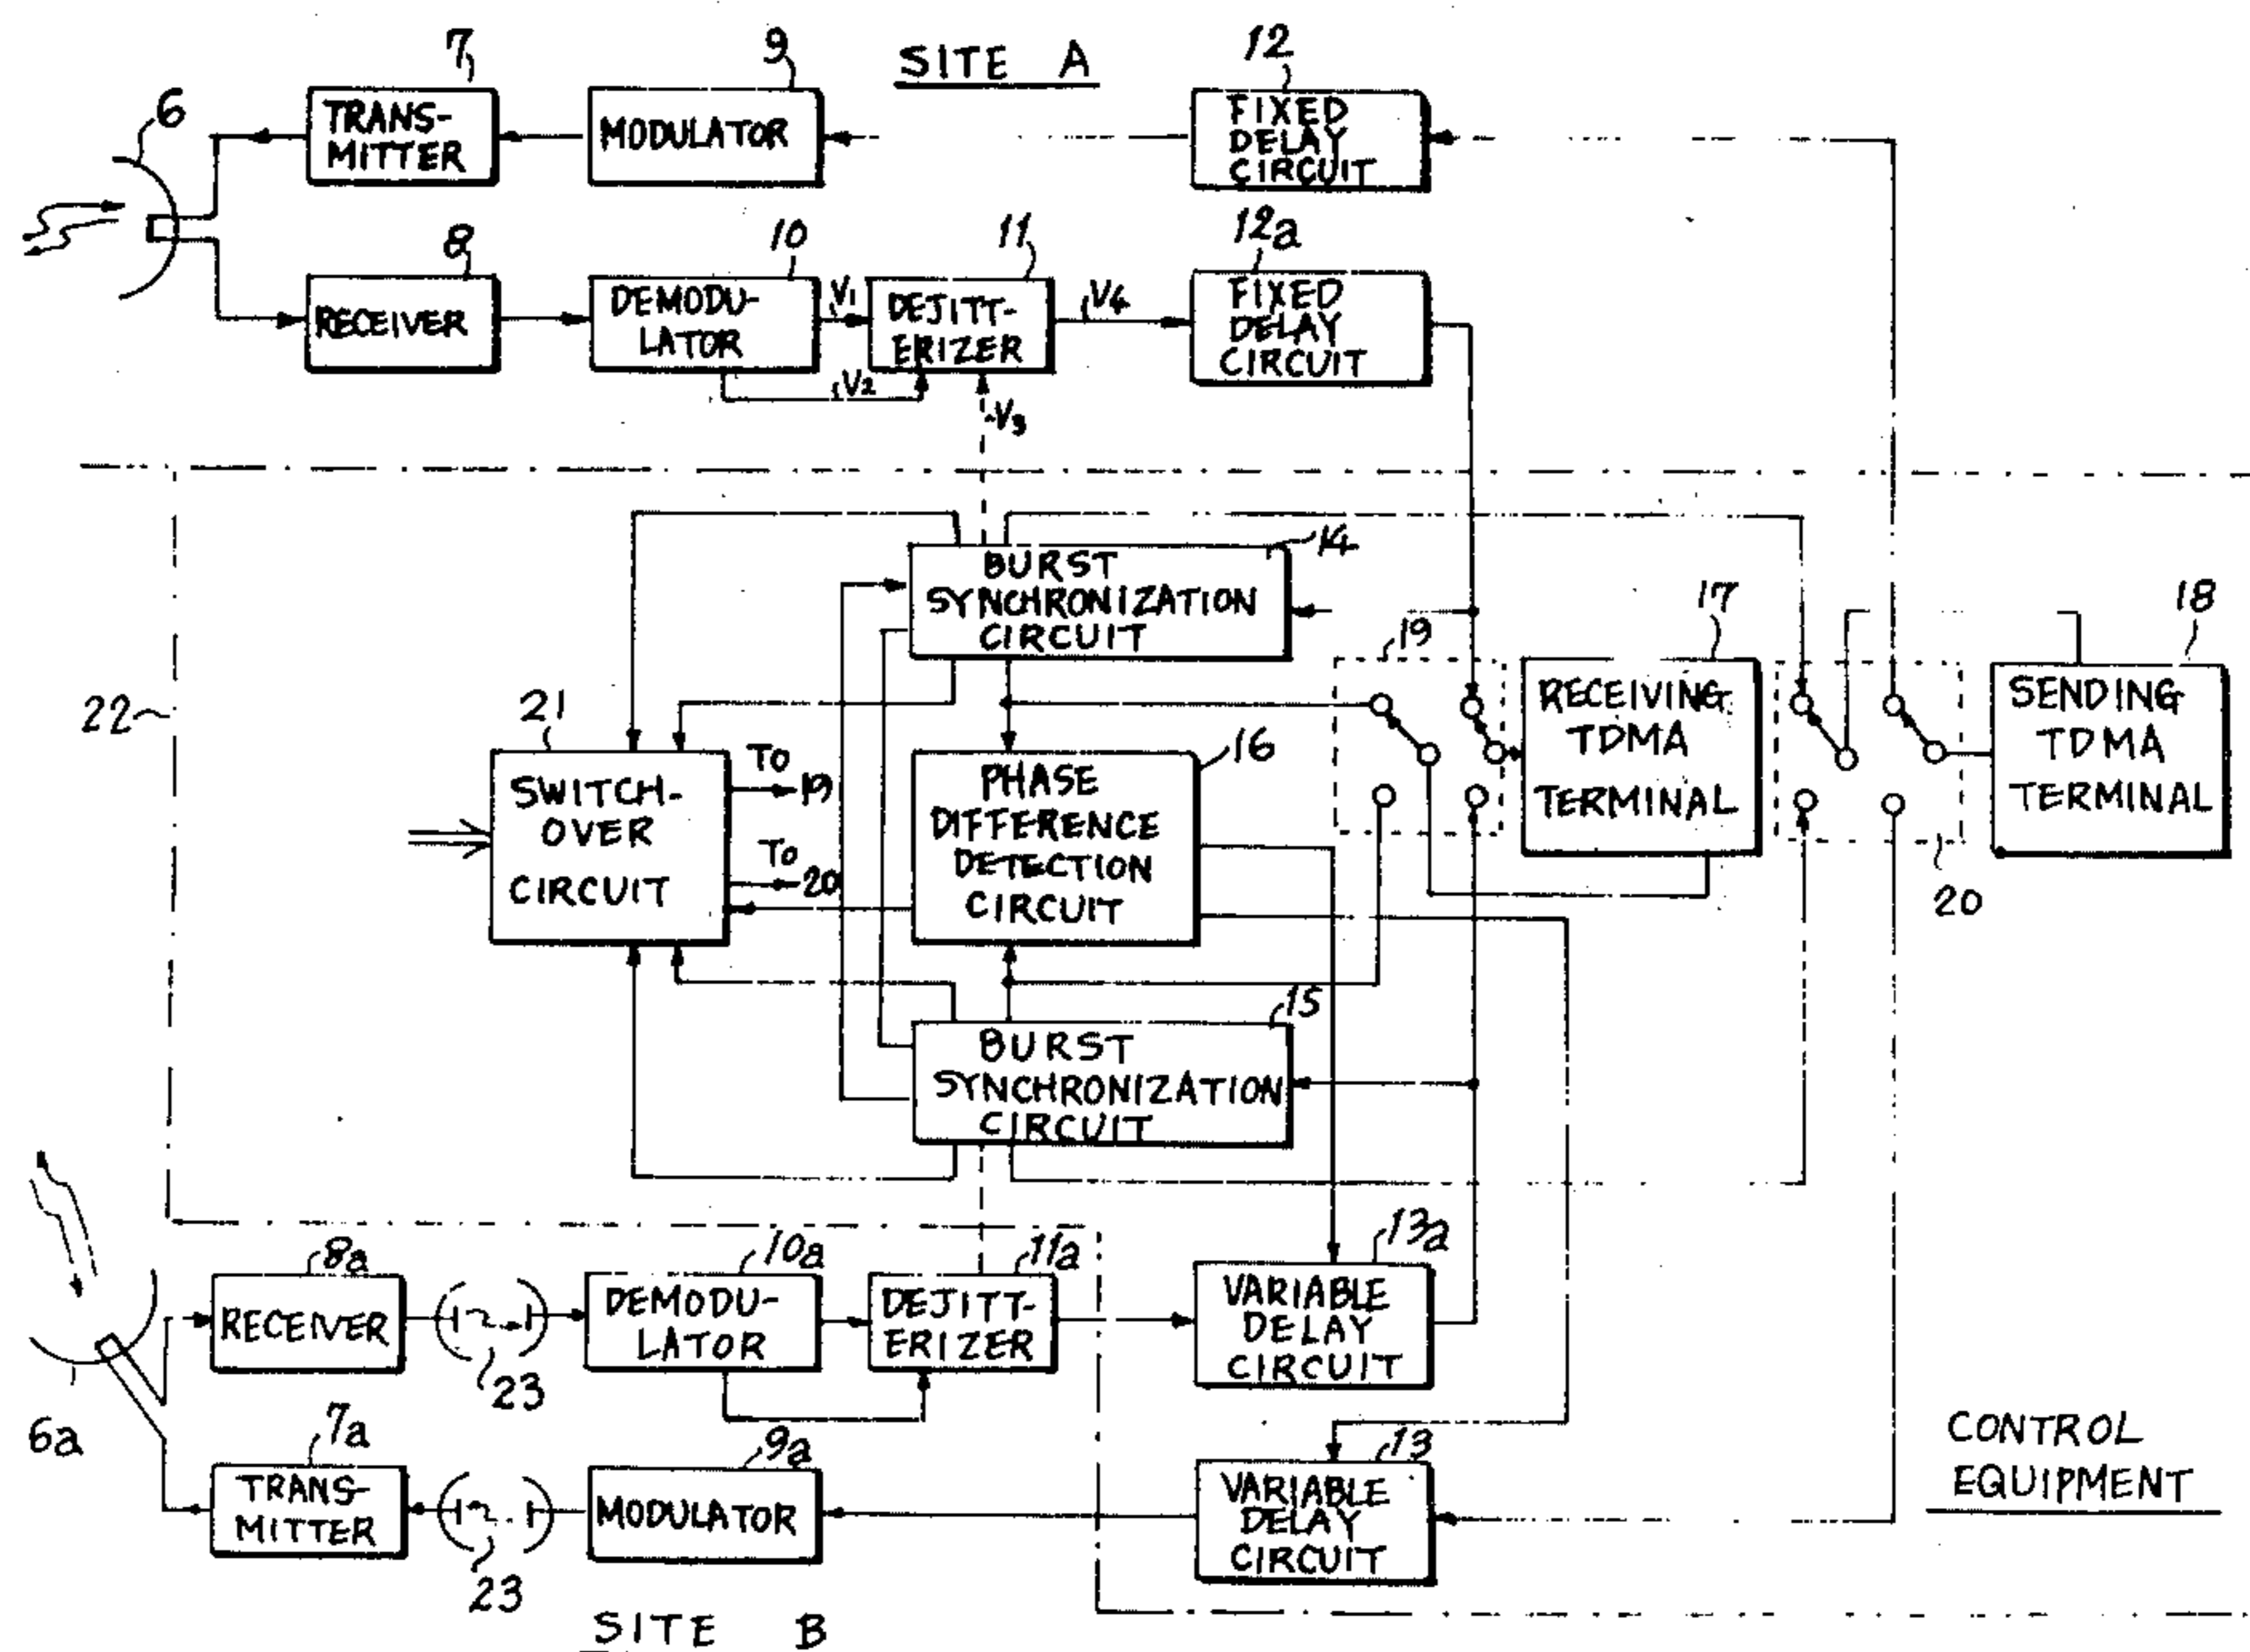 7
9
SITE A
12
6
TRANS-
MITTER
MODULATOR
FIXED
DELAY
CIRCUIT
8
10
11
12a
RECEIVER
DEMODU-
LATOR
V1
DEJITT-
ERIZER
V4
FIXED
DELAY
CIRCUIT
V2
V3
14
BURST
SYNCHRONIZATION
CIRCUIT
19
17
18
22
21
SWITCH-
OVER
CIRCUIT
TO
19
TO
20
16
PHASE
DIFFERENCE
DETECTION
CIRCUIT
RECEIVING
TDMA
TERMINAL
SENDING
TDMA
TERMINAL
20
15
BURST
SYNCHRONIZATION
CIRCUIT
8a
10a
11a
13a
RECEIVER
23
DEMODU-
LATOR
DEJITT-
ERIZER
VARIABLE
DELAY
CIRCUIT
6a
7a
9a
13
TRANS-
MITTER
23
MODULATOR
VARIABLE
DELAY
CIRCUIT
CONTROL
EQUIPMENT
SITE B